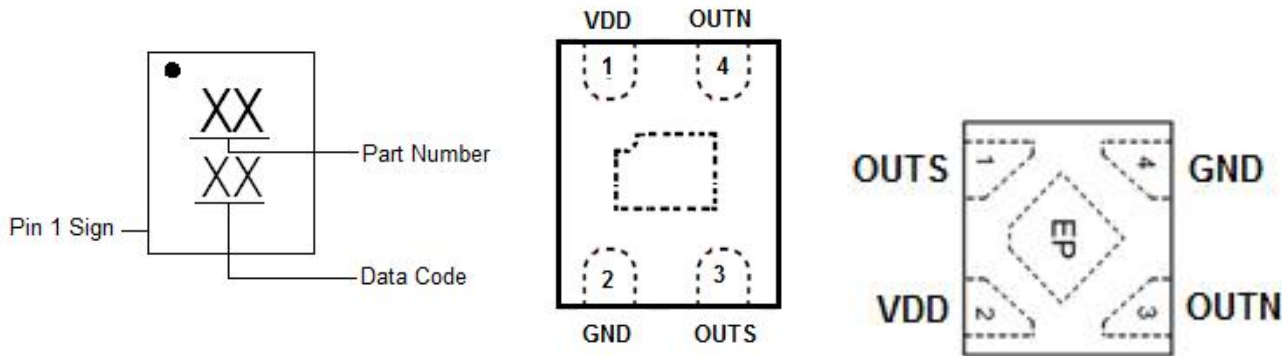 XX
XX
Part Number
Pin 1 Sign
Data Code
VDD OUTN
1 4
2 3
GND OUTS
OUTS 1 4 GND
EP
VDD 2 3 OUTN